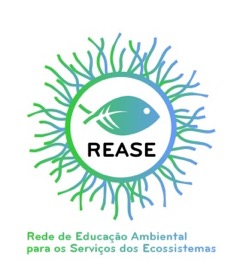 REASE
Rede de Educação Ambiental
para os Serviços dos Ecossistemas